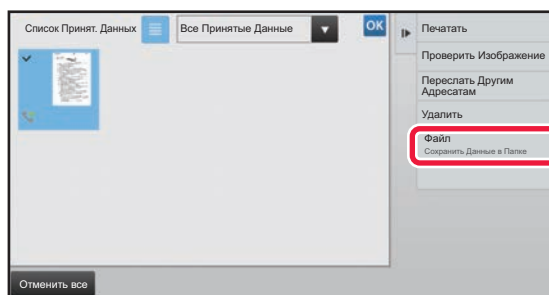 Список Принят. Данных
Все Принятые Данные
OK
Печатать
Проверить Изображение
Переслать Другим
Адресатам
Удалить
Файл
Сохранить Данные в Папке
Отменить все